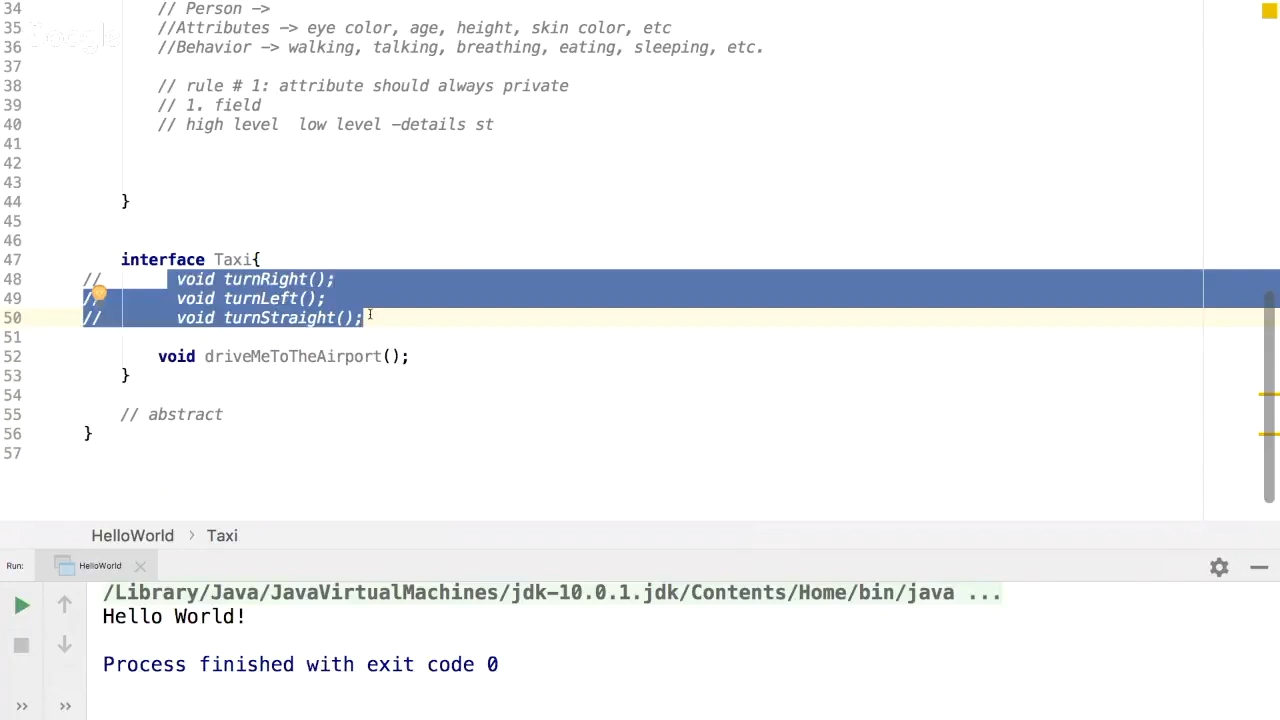 34 // Person ->
35 //Attributes -> eye color, age, height, skin color, etc
36 //Behavior -> walking, talking, breathing, eating, sleeping, etc.
Google
37
38 // rule # 1: attribute should always private
39 // 1. field
40 // high level  low level -details st
41
42
43
44 }
45
46
47 interface Taxi{
48 // void turnRight();
49 // void turnLeft();
50 // void turnStraight();
51
52 void driveMeToTheAirport();
53 }
54
55 // abstract
56 }
57
HelloWorld > Taxi
Run: HelloWorld
/Library/Java/JavaVirtualMachines/jdk-10.0.1.jdk/Contents/Home/bin/java ...
Hello World!
Process finished with exit code 0